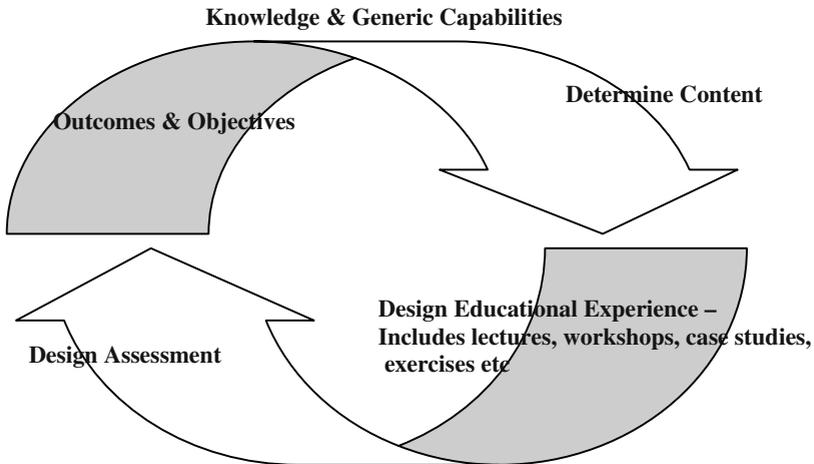 Knowledge & Generic Capabilities
Determine Content
Outcomes & Objectives
Design Educational Experience –
Includes lectures, workshops, case studies,
exercises etc
Design Assessment